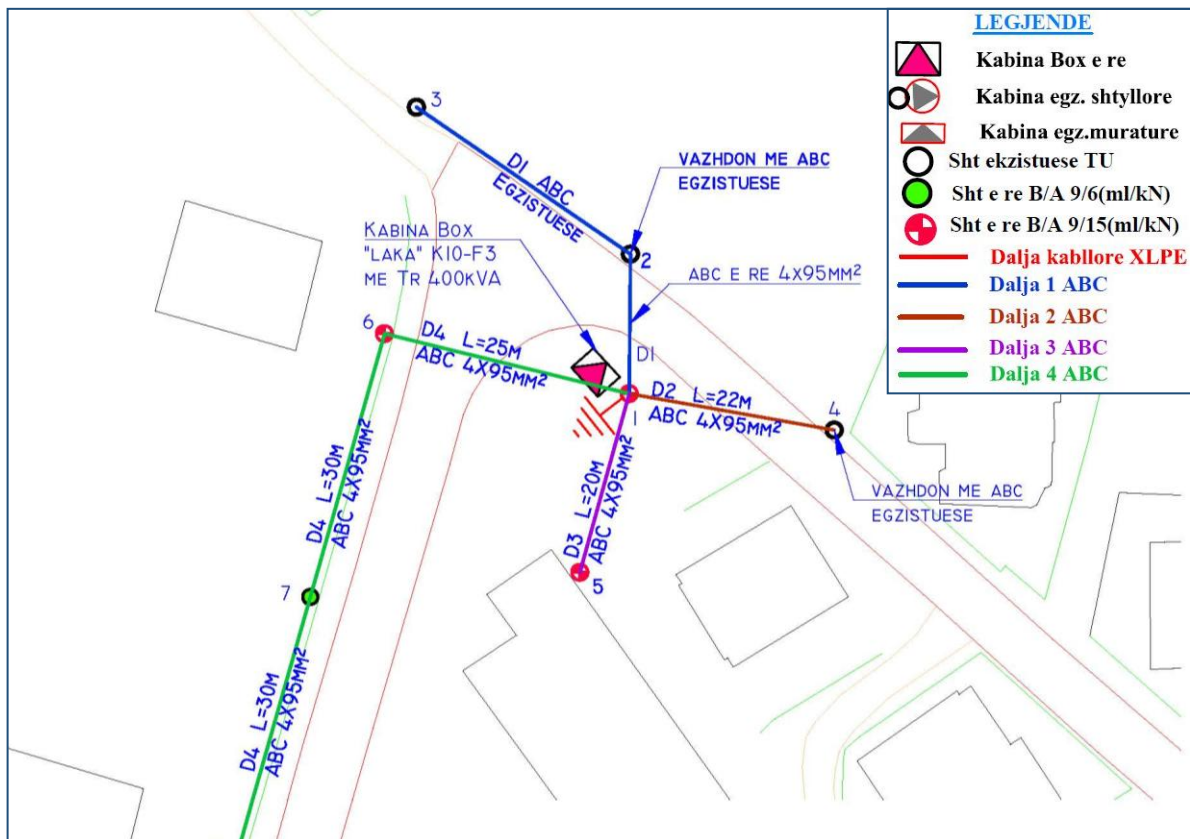 LEGJENDE
Kabina Box e re
Kabina egz. shtyllore
Kabina egz.murature
Sht ekzistuese TU
Sht e re B/A 9/6(ml/kN)
Sht e re B/A 9/15(ml/kN)
Dalja kabllore XLPE
Dalja 1 ABC
Dalja 2 ABC
Dalja 3 ABC
Dalja 4 ABC
3
D1 ABC
EGZISTUESE
VAZHDON ME ABC
EGZISTUESE
2
KABINA BOX
"LAKA" K10-F3
ME TR 400KVA
ABC E RE 4X95MM²
D1
6
D4 L=25M
ABC 4X95MM²
1
D2 L=22M
ABC 4X95MM²
4
VAZHDON ME ABC
EGZISTUESE
D3 L=20M
ABC 4X95MM²
5
D4 L=30M
ABC 4X95MM²
7
D4 L=30M
ABC 4X95MM²